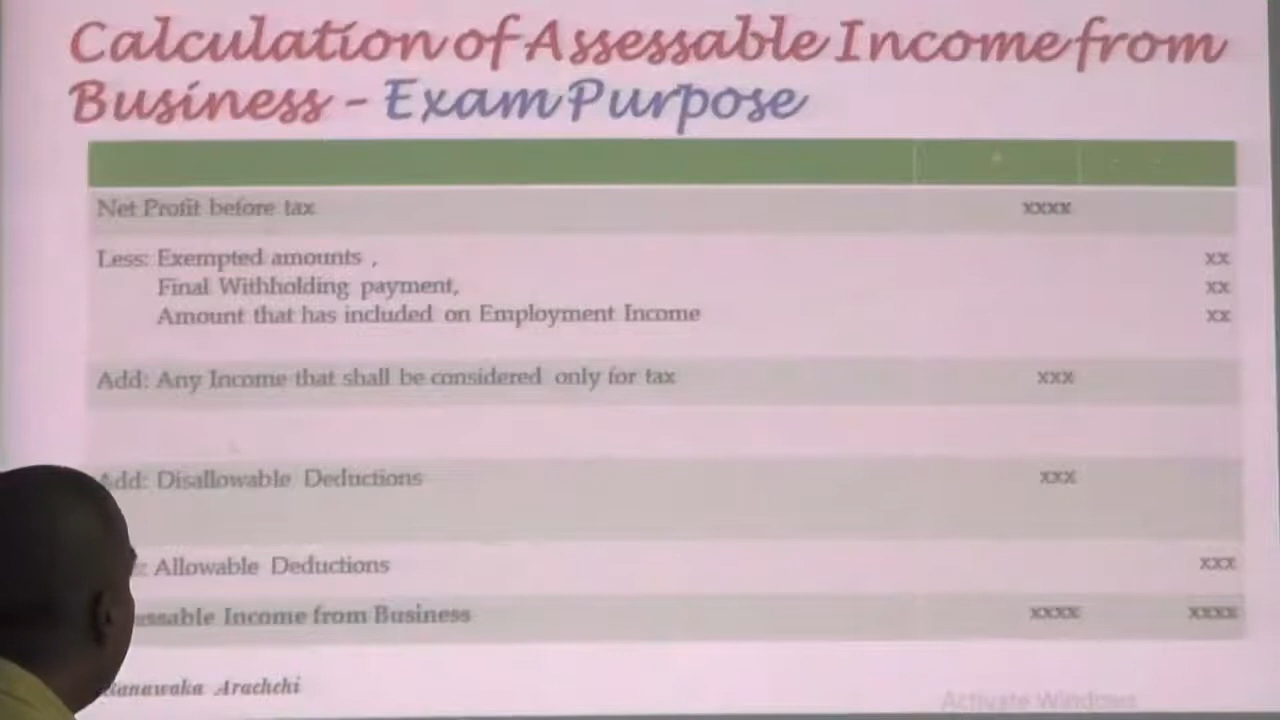 Calculation of Assessable Income from
Business - Exam Purpose
Net Profit before tax xxxx
Less: Exempted amounts , xx
Final Withholding payment, xx
Amount that has included on Employment Income xx
Add: Any Income that shall be considered only for tax xxx
Add: Disallowable Deductions xxx
: Allowable Deductions xxx
essable Income from Business xxxx xxxx
Ranawaka Arachchi
Activate Windows